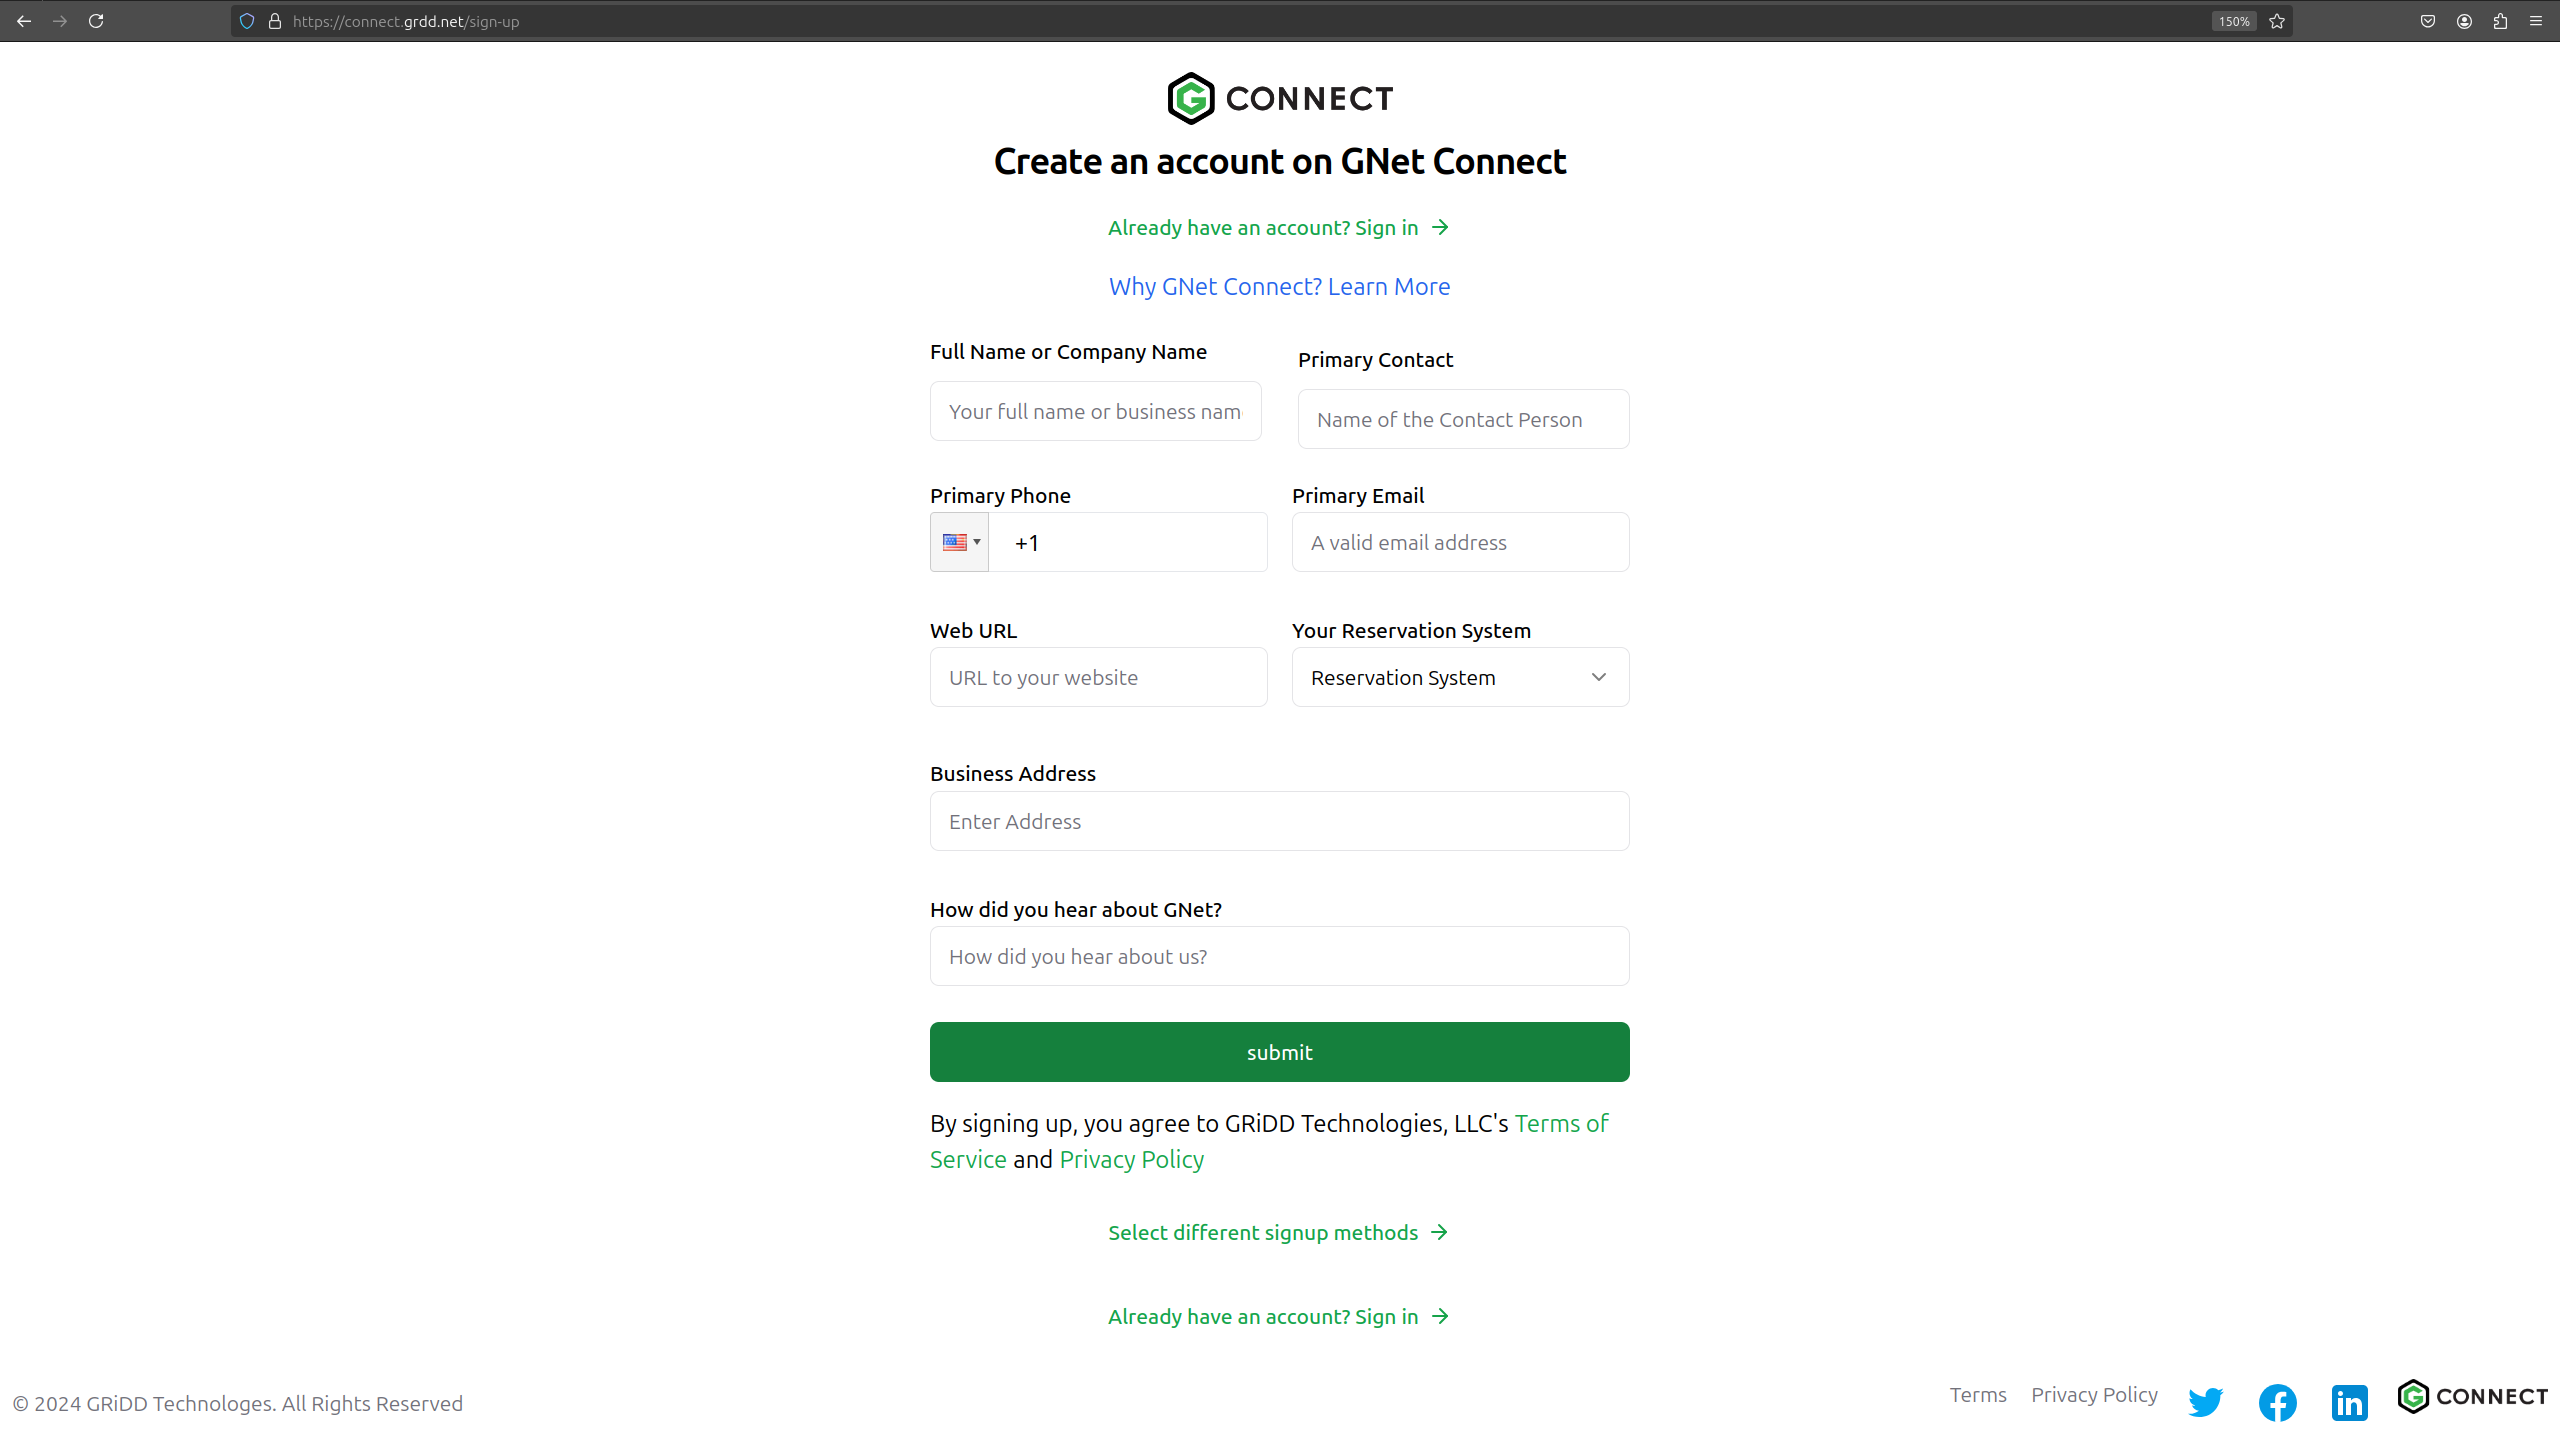 https://connect.grdd.net/sign-up
150%
G CONNECT
Create an account on GNet Connect
Already have an account? Sign in →
Why GNet Connect? Learn More
Full Name or Company Name
Primary Contact
Your full name or business nam
Name of the Contact Person
Primary Phone
Primary Email
+1
A valid email address
Web URL
Your Reservation System
URL to your website
Reservation System
Business Address
Enter Address
How did you hear about GNet?
How did you hear about us?
submit
By signing up, you agree to GRiDD Technologies, LLC's Terms of
Service and Privacy Policy
Select different signup methods →
Already have an account? Sign in →
© 2024 GRiDD Technologes. All Rights Reserved
Terms
Privacy Policy
in
G CONNECT